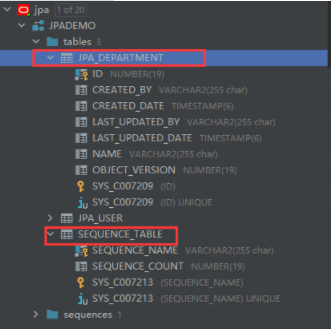 jpa 1 of 20
JPADEMO
tables 3
JPA_DEPARTMENT
ID NUMBER(19)
CREATED_BY VARCHAR2(255 char)
CREATED_DATE TIMESTAMP(6)
LAST_UPDATED_BY VARCHAR2(255 char)
LAST_UPDATED_DATE TIMESTAMP(6)
NAME VARCHAR2(255 char)
OBJECT_VERSION NUMBER(19)
SYS_C007209 (ID)
SYS_C007209 (ID) UNIQUE
JPA_USER
SEQUENCE_TABLE
SEQUENCE_NAME VARCHAR2(255 char)
SEQUENCE_COUNT NUMBER(19)
SYS_C007213 (SEQUENCE_NAME)
SYS_C007213 (SEQUENCE_NAME) UNIQUE
sequences 1